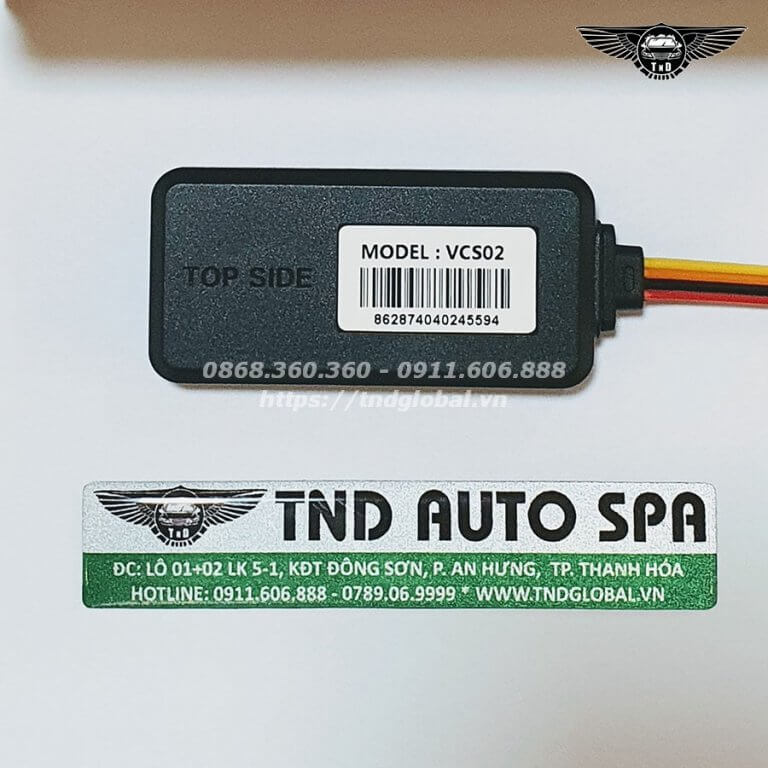 TnD
MODEL : VCS02
TOP SIDE
862874040245594
0868.360.360 - 0911.606.888
https://tndglobal.vn
TnD
TND AUTO SPA
ĐC: LÔ 01+02 LK 5-1, KĐT ĐÔNG SƠN, P. AN HƯNG, TP. THANH HÓA
HOTLINE: 0911.606.888 - 0789.06.9999 * WWW.TNDGLOBAL.VN